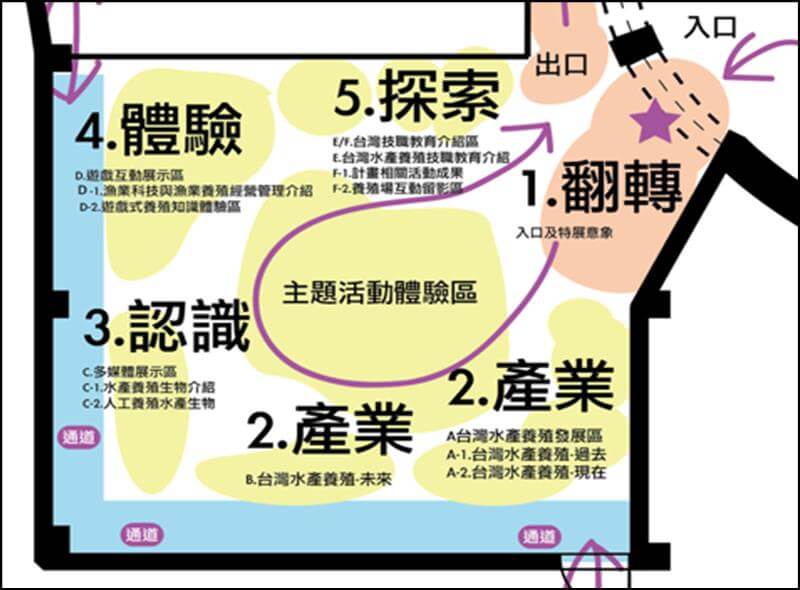 入口
出口
1.翻轉
入口及特展意象
2.產業
A台灣水產養殖發展區
A-1.台灣水產養殖-過去
A-2.台灣水產養殖-現在
2.產業
B.台灣水產養殖-未來
3.認識
C.多媒體展示區
C-1.水產養殖生物介紹
C-2.人工養殖水產生物
4.體驗
D.遊戲互動展示區
D-1.漁業科技與漁業養殖經營管理介紹
D-2.遊戲式養殖知識體驗區
5.探索
E/F.台灣技職教育介紹區
E.台灣水產養殖技職教育介紹
F-1.計畫相關活動成果
F-2.養殖場互動留影區
主題活動體驗區
通道
通道
通道